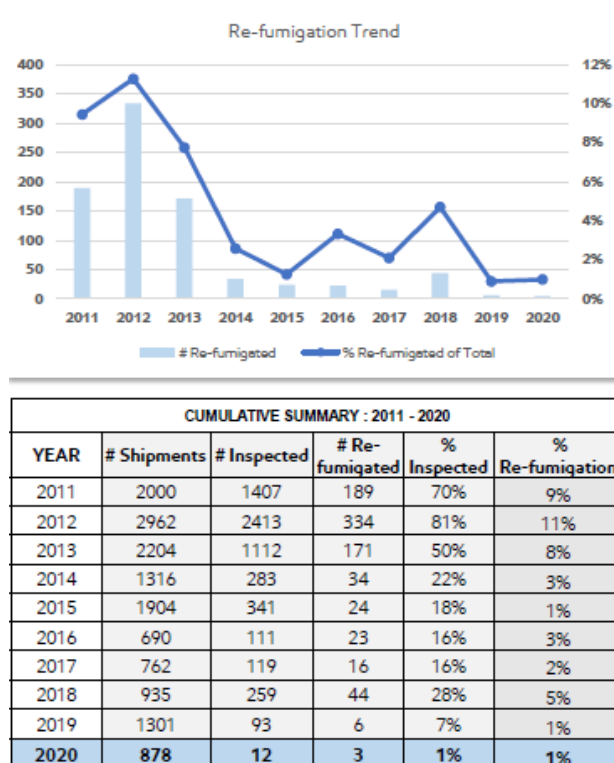 Re-fumigation Trend
400 12%
350 10%
300 8%
250
200 6%
150 4%
100
50 2%
0 0%
2011 2012 2013 2014 2015 2016 2017 2018 2019 2020
# Re-fumigated % Re-fumigated of Total
CUMULATIVE SUMMARY : 2011 - 2020
YEAR # Shipments # Inspected # Re-fumigated % Inspected % Re-fumigation
2011 2000 1407 189 70% 9%
2012 2962 2413 334 81% 11%
2013 2204 1112 171 50% 8%
2014 1316 283 34 22% 3%
2015 1904 341 24 18% 1%
2016 690 111 23 16% 3%
2017 762 119 16 16% 2%
2018 935 259 44 28% 5%
2019 1301 93 6 7% 1%
2020 878 12 3 1% 1%